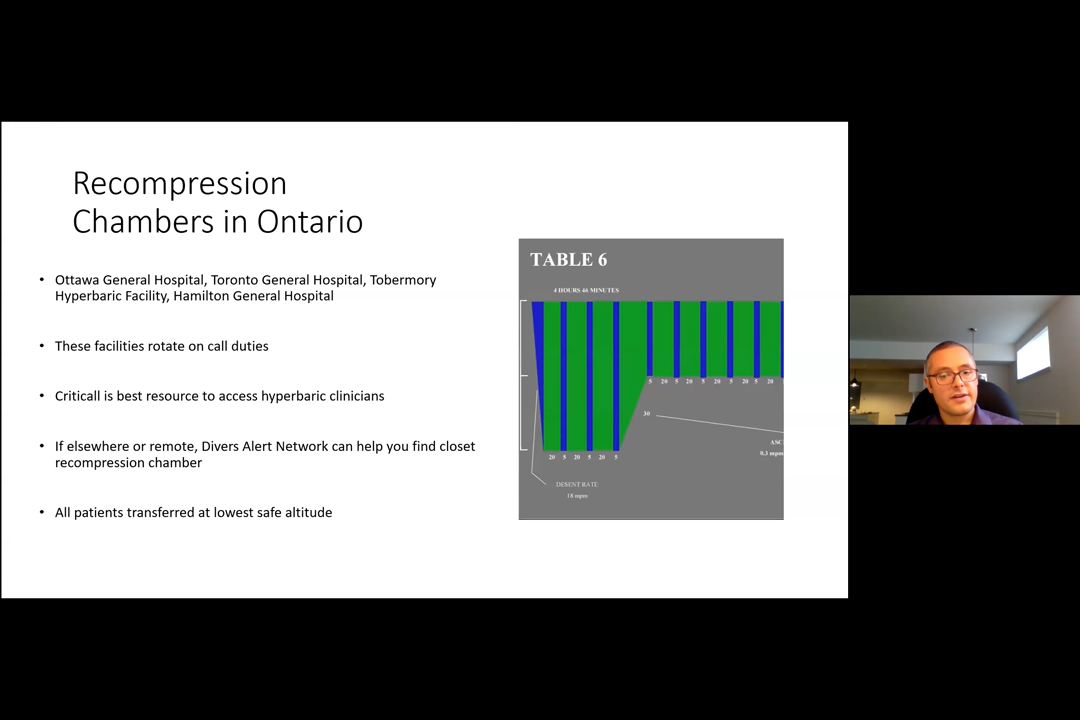 Recompression
Chambers in Ontario
• Ottawa General Hospital, Toronto General Hospital, Tobermory
Hyperbaric Facility, Hamilton General Hospital
• These facilities rotate on call duties
• Criticall is best resource to access hyperbaric clinicians
• If elsewhere or remote, Divers Alert Network can help you find closet
recompression chamber
• All patients transferred at lowest safe altitude
TABLE 6
4 HOURS 46 MINUTES
5 20 5 20 5 20 5 20 5 20
30
ASC
0,3 mpm
20 5 20 5 20 5
DESENT RATE
18 mpm